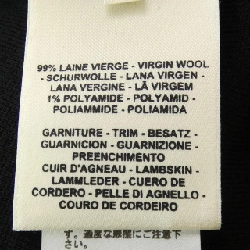 99% LAINE VIERGE - VIRGIN WOOL
- SCHURWOLLE - LANA VIRGEN -
LANA VERGINE - LÃ VIRGEM
1% POLYAMIDE - POLYAMID -
POLIAMMIDE - POLIAMIDA
GARNITURE - TRIM - BESATZ -
GUARNICION - GUARNIZIONE -
PREENCHIMENTO
CUIR D'AGNEAU - LAMBSKIN -
LAMMLEDER - CUERO DE
CORDERO - PELLE DI AGNELLO -
COURO DE CORDEIRO